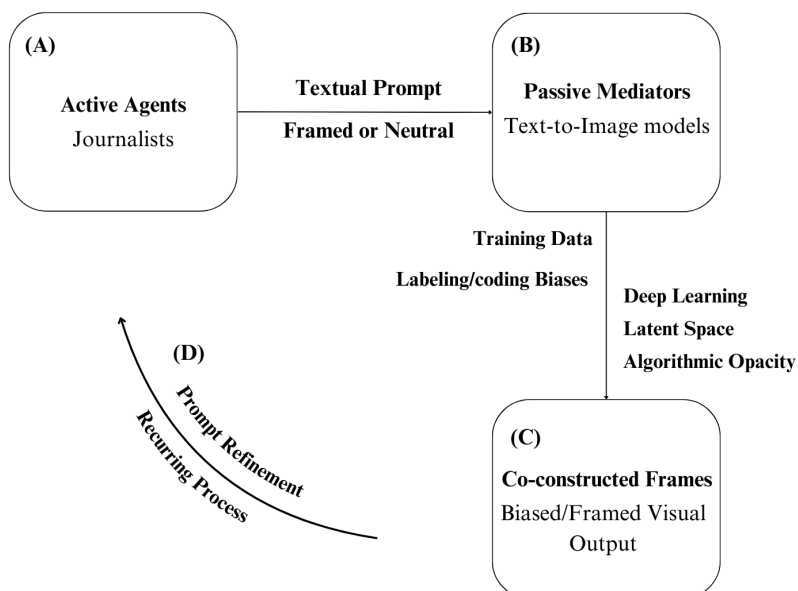 (A)
Active Agents
Journalists
Textual Prompt
Framed or Neutral
(B)
Passive Mediators
Text-to-Image models
Training Data
Labeling/coding Biases
Deep Learning
Latent Space
Algorithmic Opacity
(C)
Co-constructed Frames
Biased/Framed Visual
Output
(D)
Prompt Refinement
Recurring Process